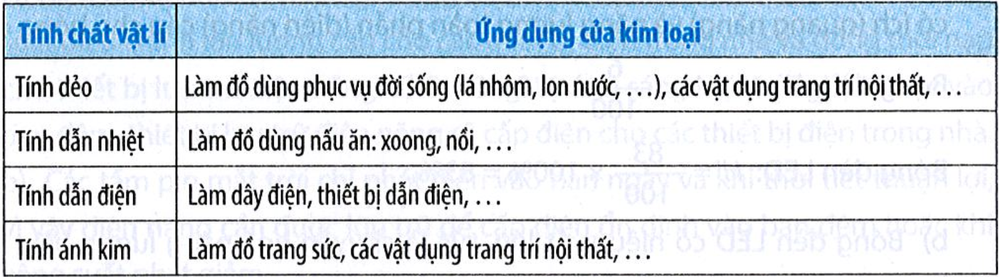 Tính chất vật lí | Ứng dụng của kim loại
Tính dẻo | Làm đồ dùng phục vụ đời sống (lá nhôm, lon nước, …), các vật dụng trang trí nội thất, …
Tính dẫn nhiệt | Làm đồ dùng nấu ăn: xoong, nồi, …
Tính dẫn điện | Làm dây điện, thiết bị dẫn điện, …
Tính ánh kim | Làm đồ trang sức, các vật dụng trang trí nội thất, …